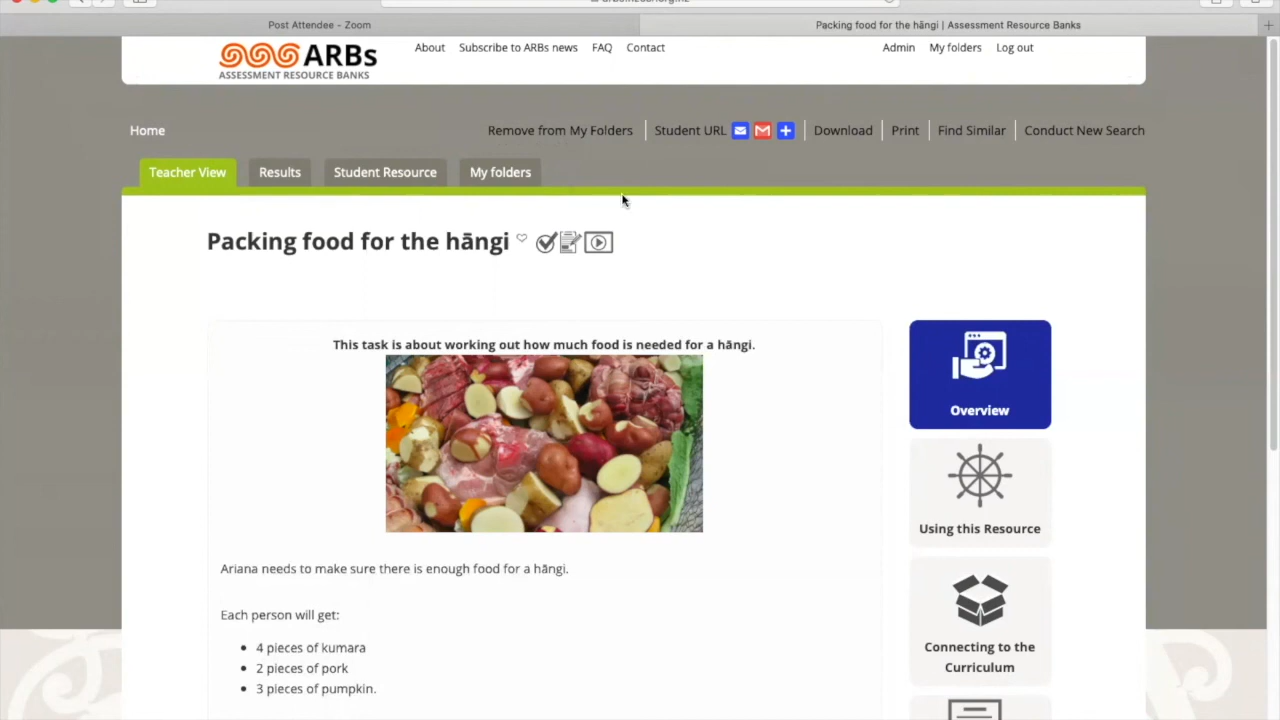 Post Attendee - Zoom
Packing food for the hāngi | Assessment Resource Banks
ARBs
ASSESSMENT RESOURCE BANKS
About
Subscribe to ARBs news
FAQ
Contact
Admin
My folders
Log out
Home
Remove from My Folders
Student URL
Download
Print
Find Similar
Conduct New Search
Teacher View
Results
Student Resource
My folders
Packing food for the hāngi
This task is about working out how much food is needed for a hāngi.
Overview
Using this Resource
Ariana needs to make sure there is enough food for a hāngi.
Each person will get:
• 4 pieces of kumara
• 2 pieces of pork
• 3 pieces of pumpkin.
Connecting to the
Curriculum